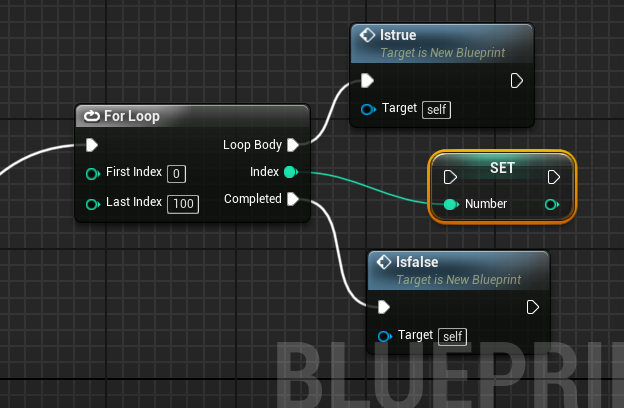 Istrue
Target is New Blueprint
Target self
For Loop
Loop Body
First Index 0
Index
Last Index 100
Completed
SET
Number
Isfalse
Target is New Blueprint
Target self
BLUEPRI